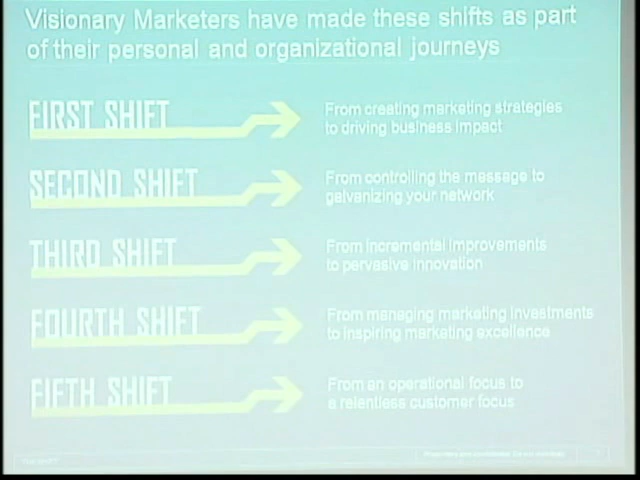 Visionary Marketers have made these shifts as part
of their personal and organizational journeys
FIRST SHIFT
From creating marketing strategies
to driving business impact
SECOND SHIFT
From controlling the message to
galvanizing your network
THIRD SHIFT
From incremental improvements
to pervasive innovation
FOURTH SHIFT
From managing marketing investments
to inspiring marketing excellence
FIFTH SHIFT
From an operational focus to
a relentless customer focus